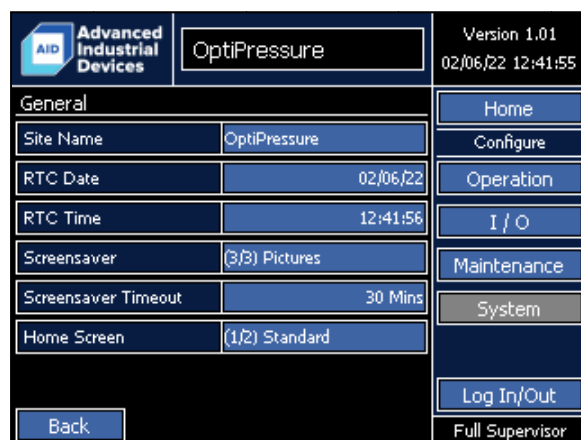 AID
Advanced
Industrial
Devices
OptiPressure
Version 1.01
02/06/22 12:41:55
General
Site Name OptiPressure
RTC Date 02/06/22
RTC Time 12:41:56
Screensaver (3/3) Pictures
Screensaver Timeout 30 Mins
Home Screen (1/2) Standard
Back
Home
Configure
Operation
I / O
Maintenance
System
Log In/Out
Full Supervisor